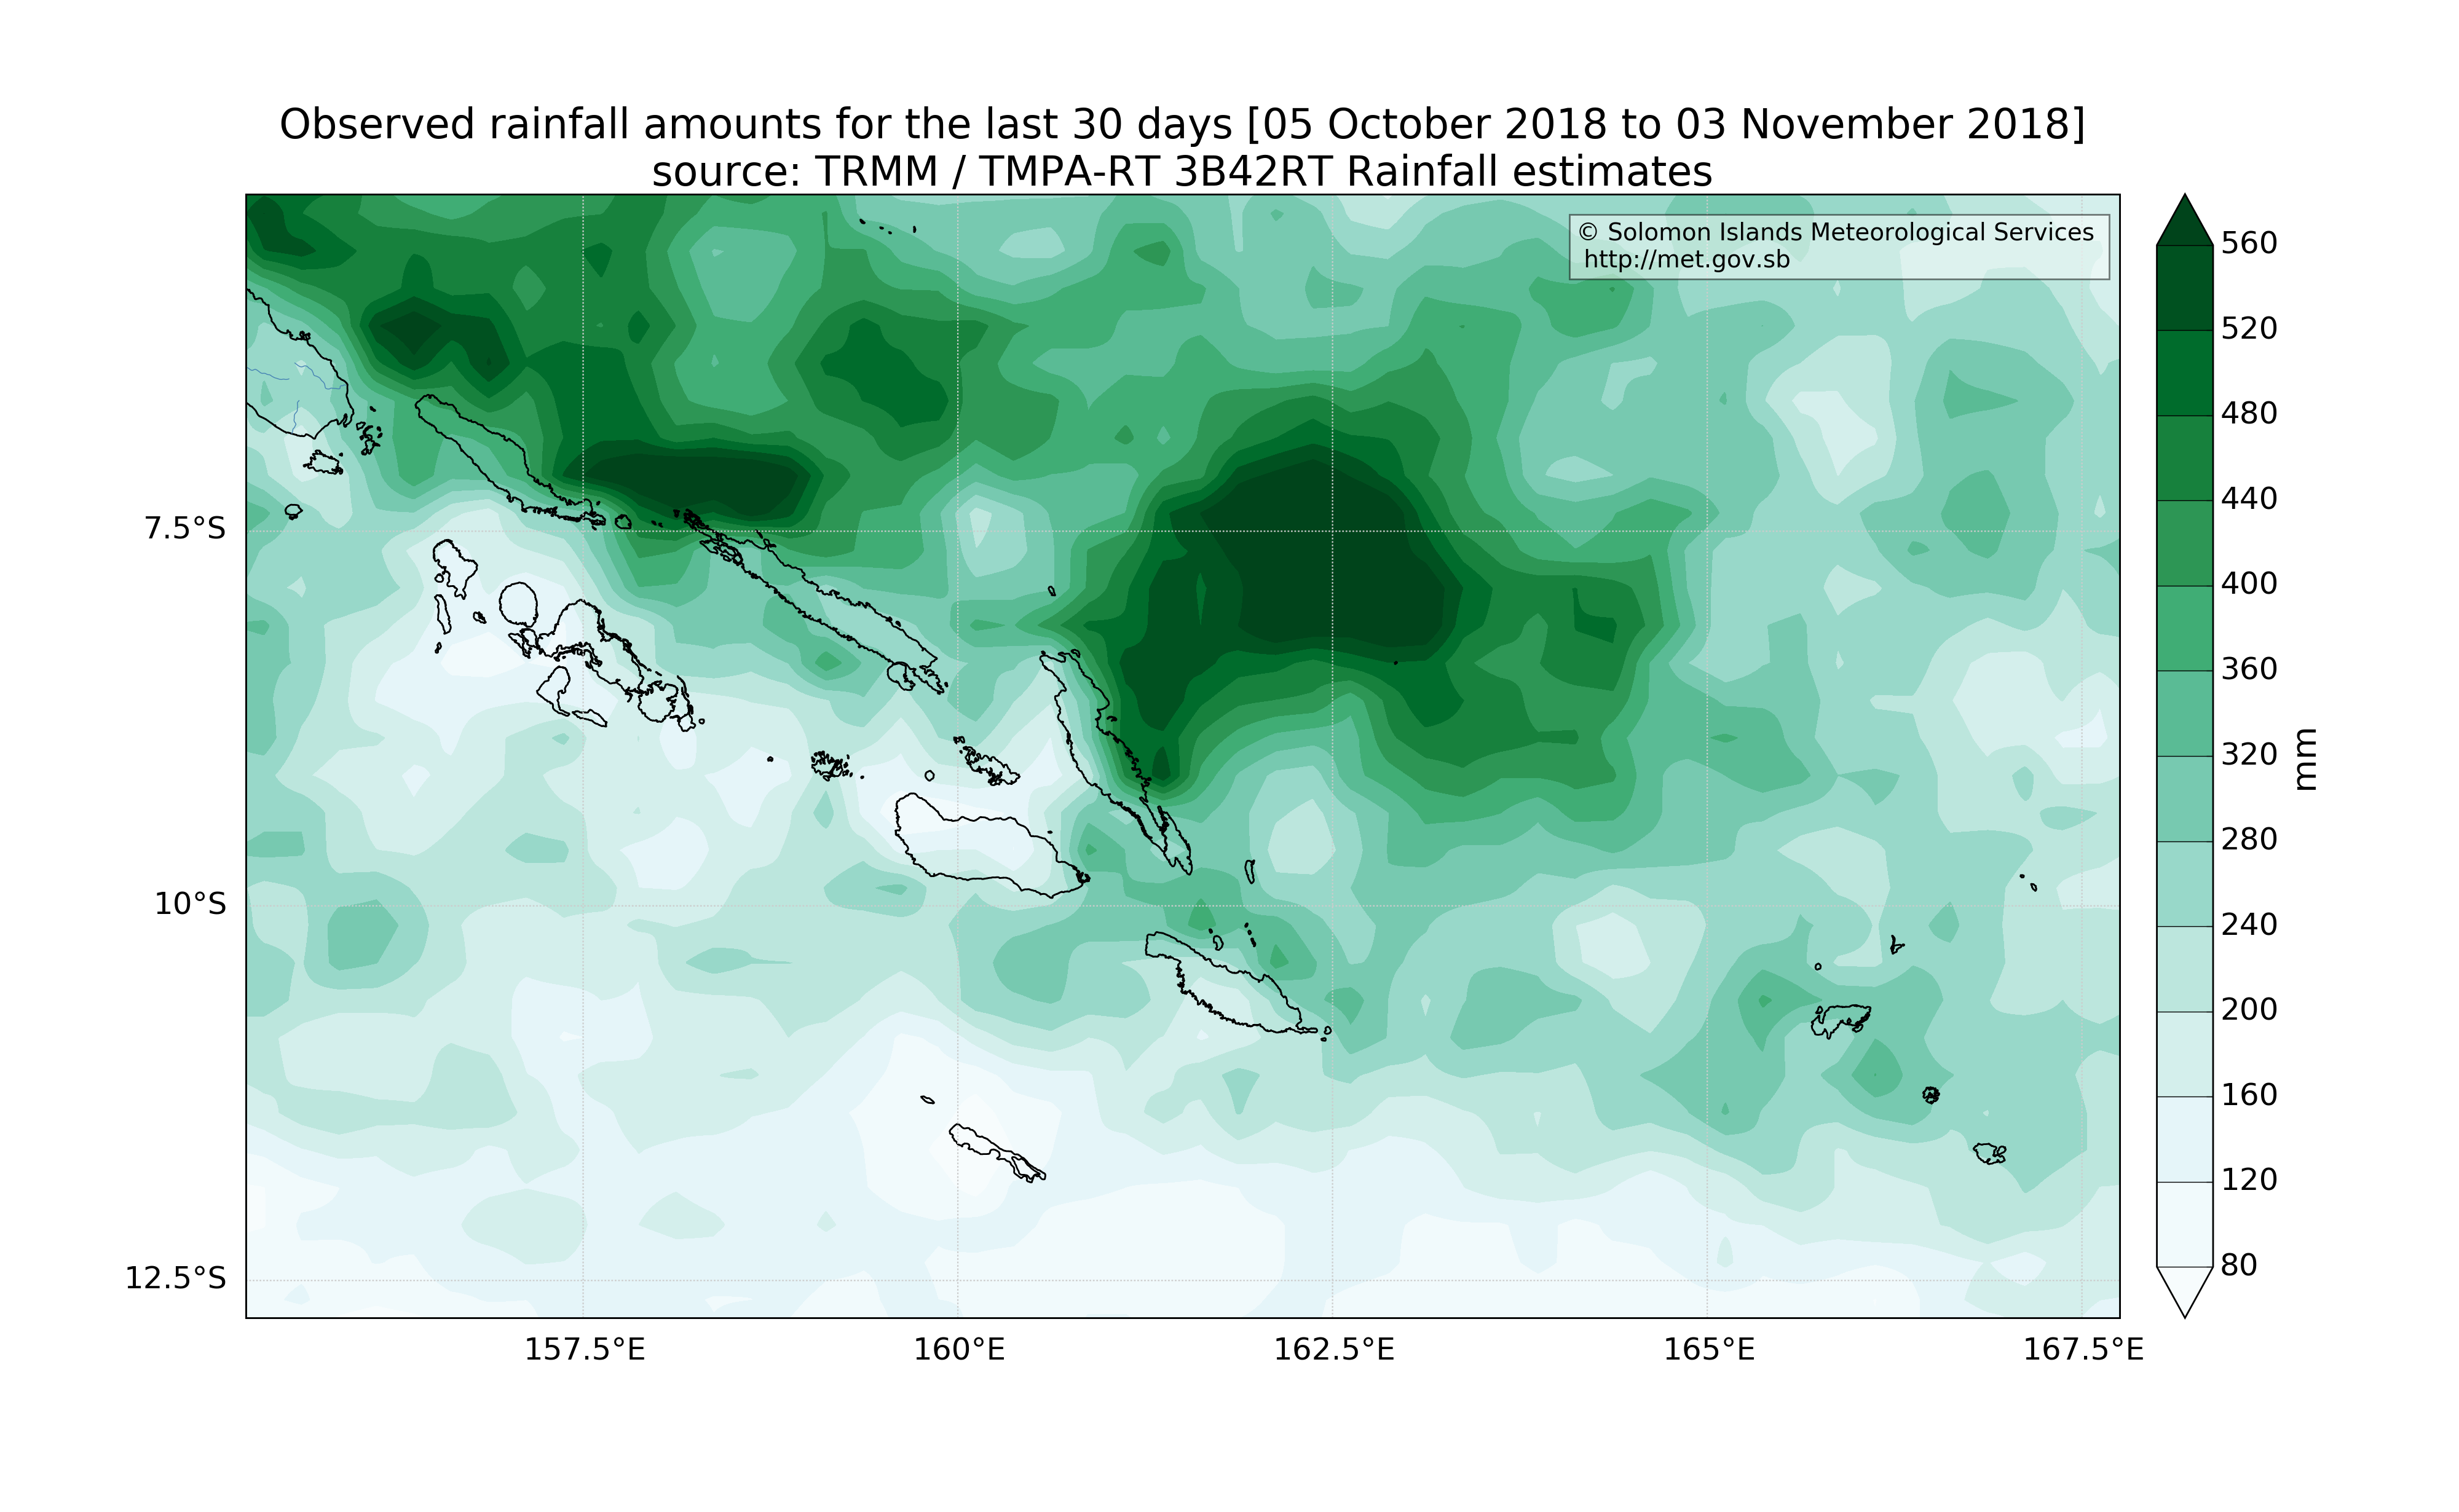 Observed rainfall amounts for the last 30 days [05 October 2018 to 03 November 2018]
source: TRMM / TMPA-RT 3B42RT Rainfall estimates
© Solomon Islands Meteorological Services
http://met.gov.sb
7.5°S
10°S
12.5°S
157.5°E
160°E
162.5°E
165°E
167.5°E
560
520
480
440
400
360
320
280
240
200
160
120
80
mm